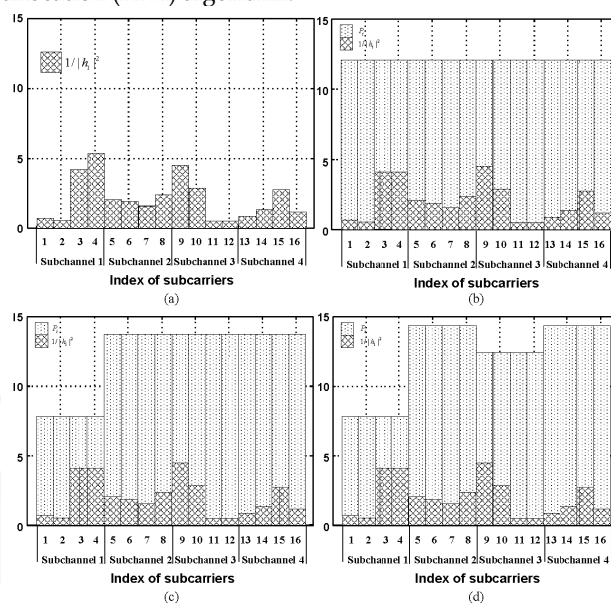 15
10
5
0
1/|h_i|^2
1 2 3 4 5 6 7 8 9 10 11 12 13 14 15 16
Subchannel 1 Subchannel 2 Subchannel 3 Subchannel 4
Index of subcarriers
(a)
15
10
5
0
P_i
1/|h_i|^2
1 2 3 4 5 6 7 8 9 10 11 12 13 14 15 16
Subchannel 1 Subchannel 2 Subchannel 3 Subchannel 4
Index of subcarriers
(b)
15
10
5
0
P_i
1/|h_i|^2
1 2 3 4 5 6 7 8 9 10 11 12 13 14 15 16
Subchannel 1 Subchannel 2 Subchannel 3 Subchannel 4
Index of subcarriers
(c)
15
10
5
0
P_i
1/|h_i|^2
1 2 3 4 5 6 7 8 9 10 11 12 13 14 15 16
Subchannel 1 Subchannel 2 Subchannel 3 Subchannel 4
Index of subcarriers
(d)